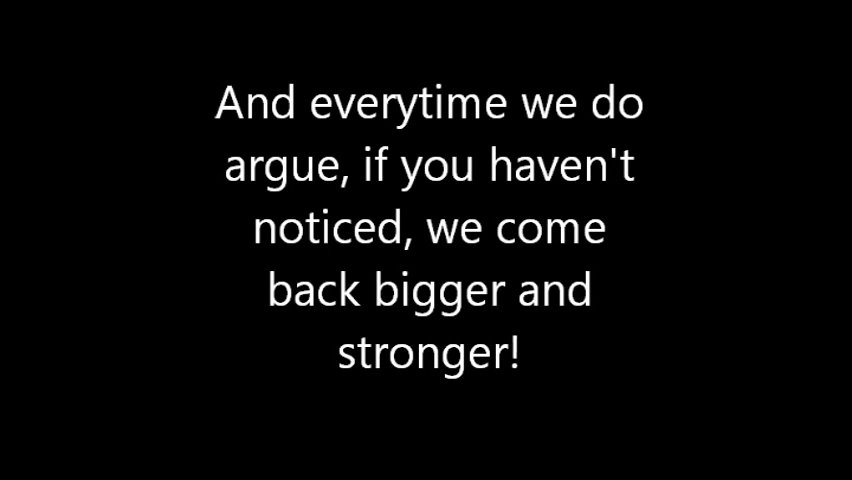 And everytime we do
argue, if you haven't
noticed, we come
back bigger and
stronger!